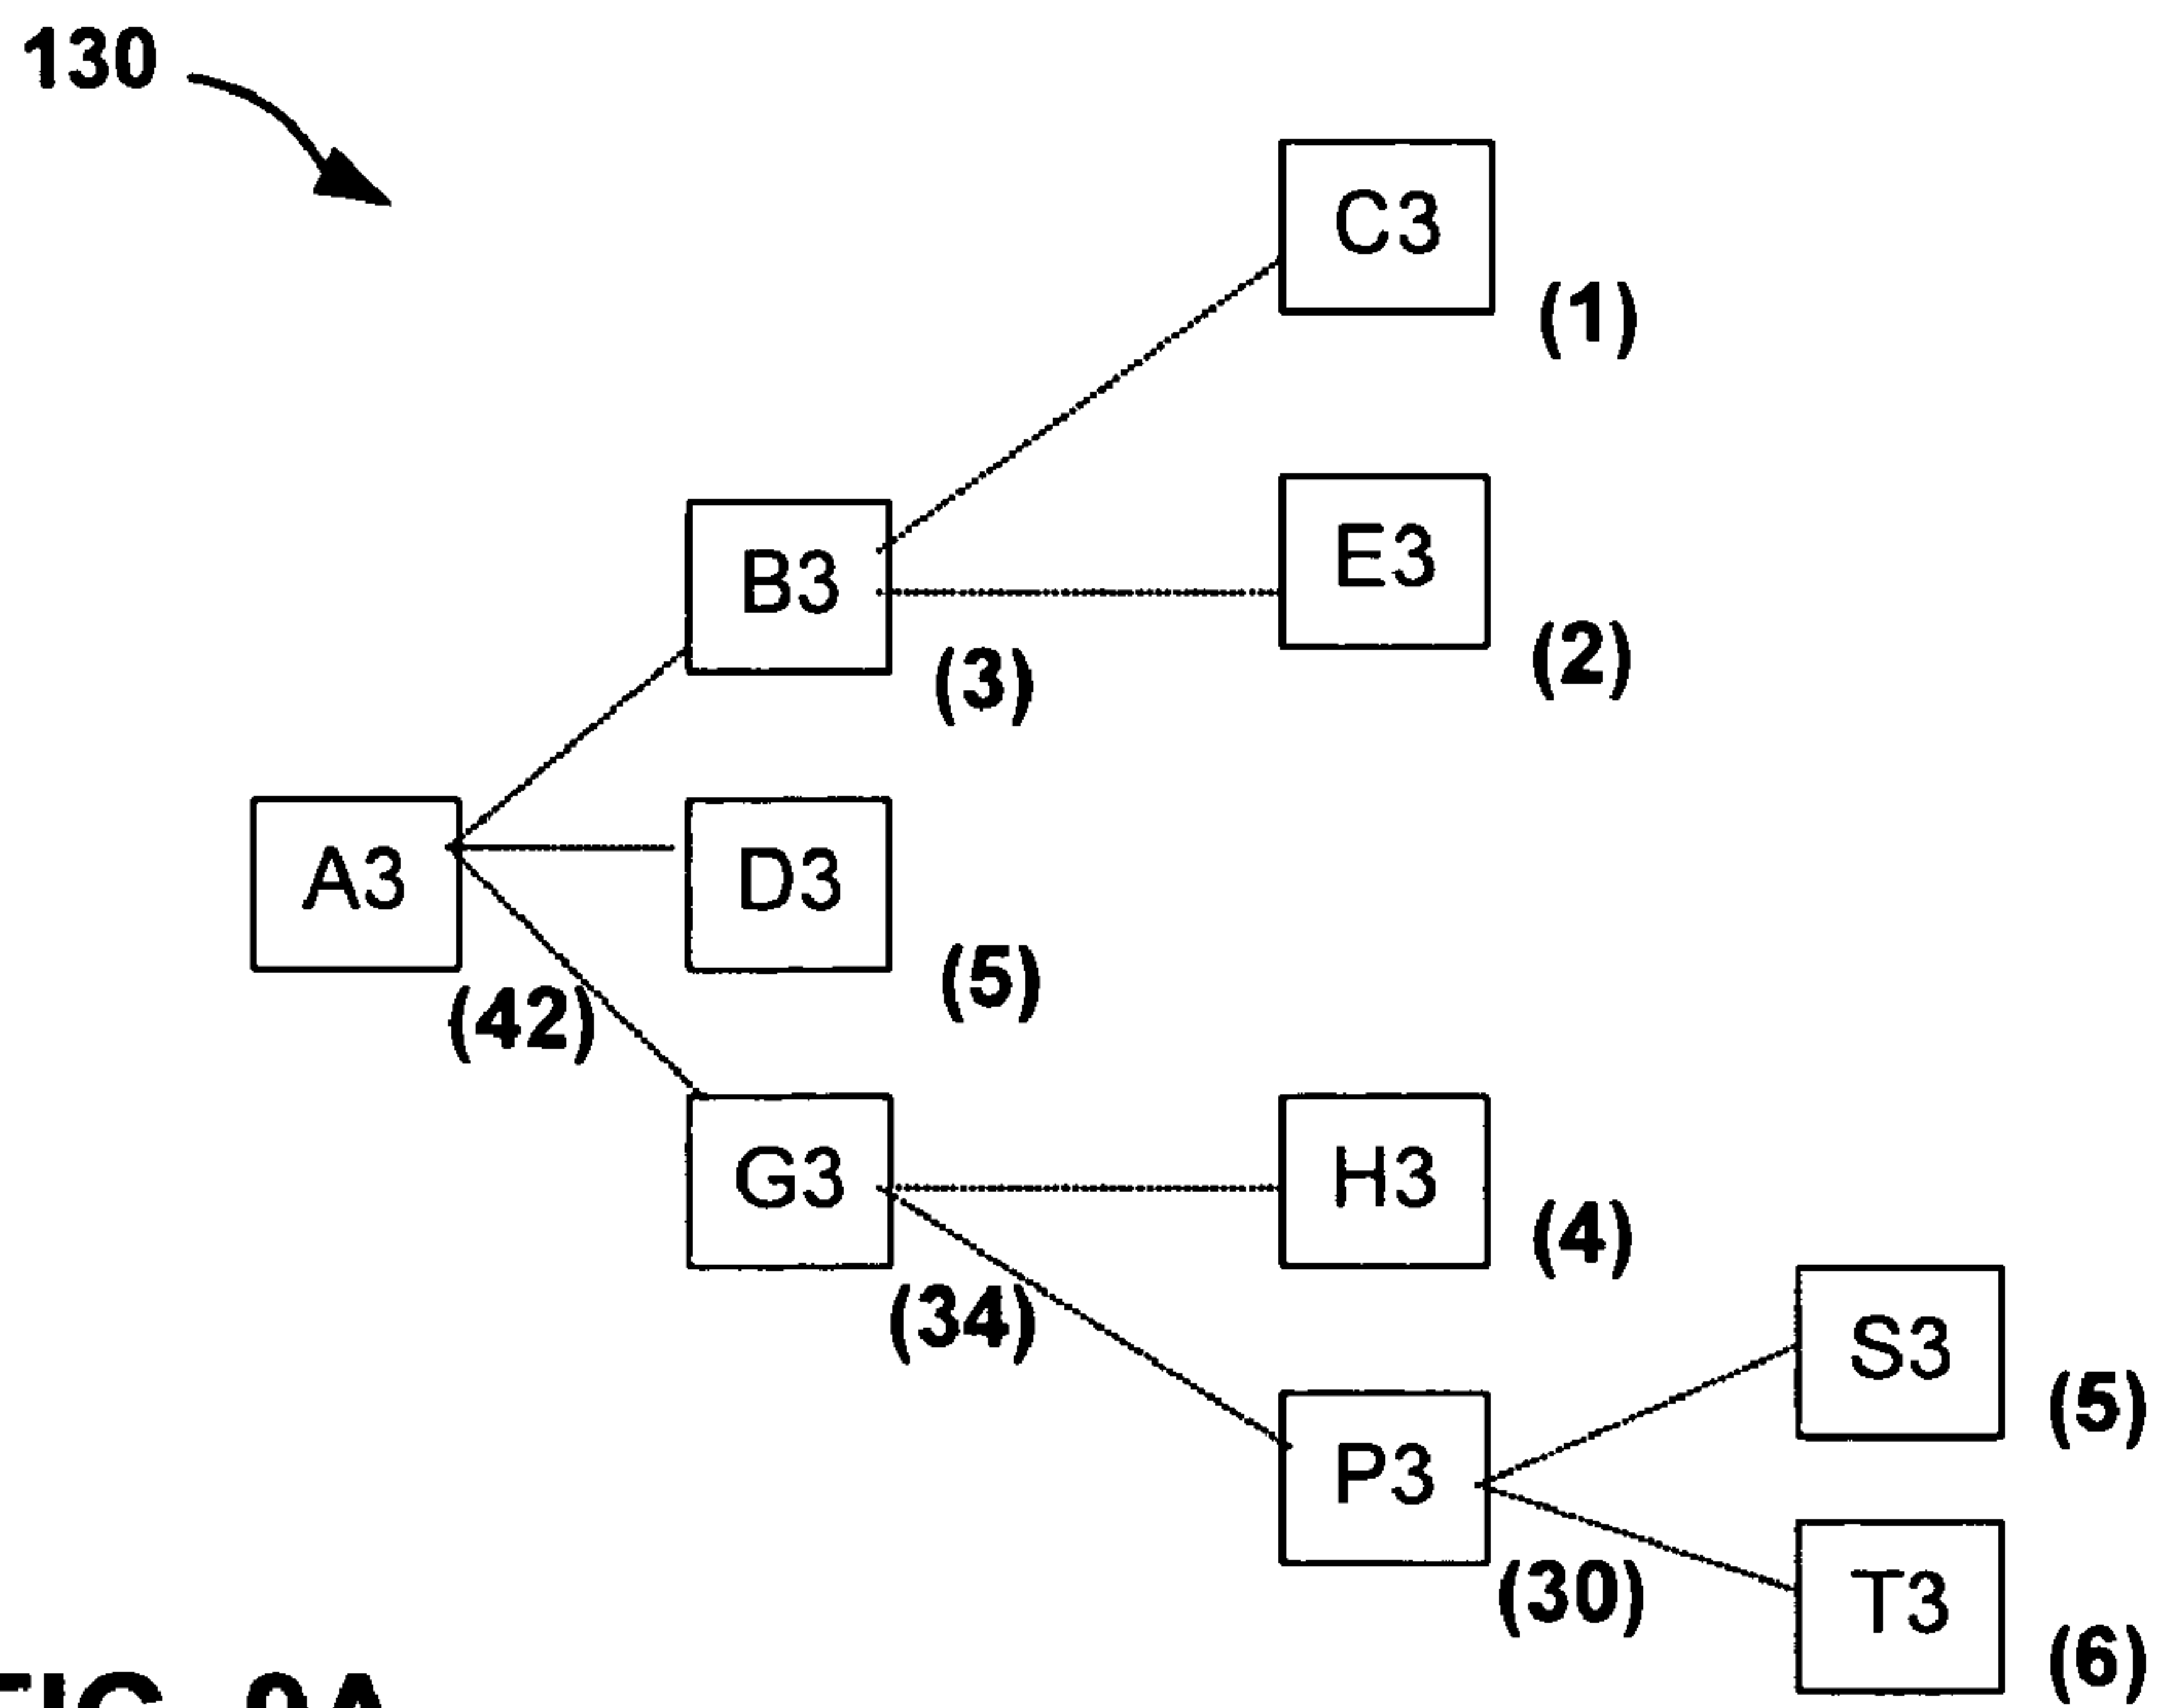 130
C3
(1)
B3
E3
(3)
(2)
A3
D3
(42)
(5)
G3
H3
(34)
(4)
P3
S3
(30)
(5)
T3
(6)